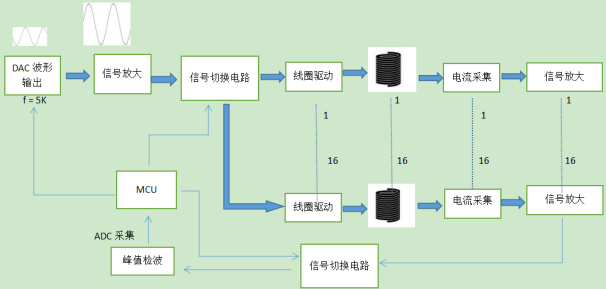 DAC 波形
输出
f = 5K
信号放大
信号切换电路
线圈驱动
电流采集
信号放大
1
1
1
1
16
16
16
16
MCU
线圈驱动
电流采集
信号放大
ADC 采集
峰值检波
信号切换电路